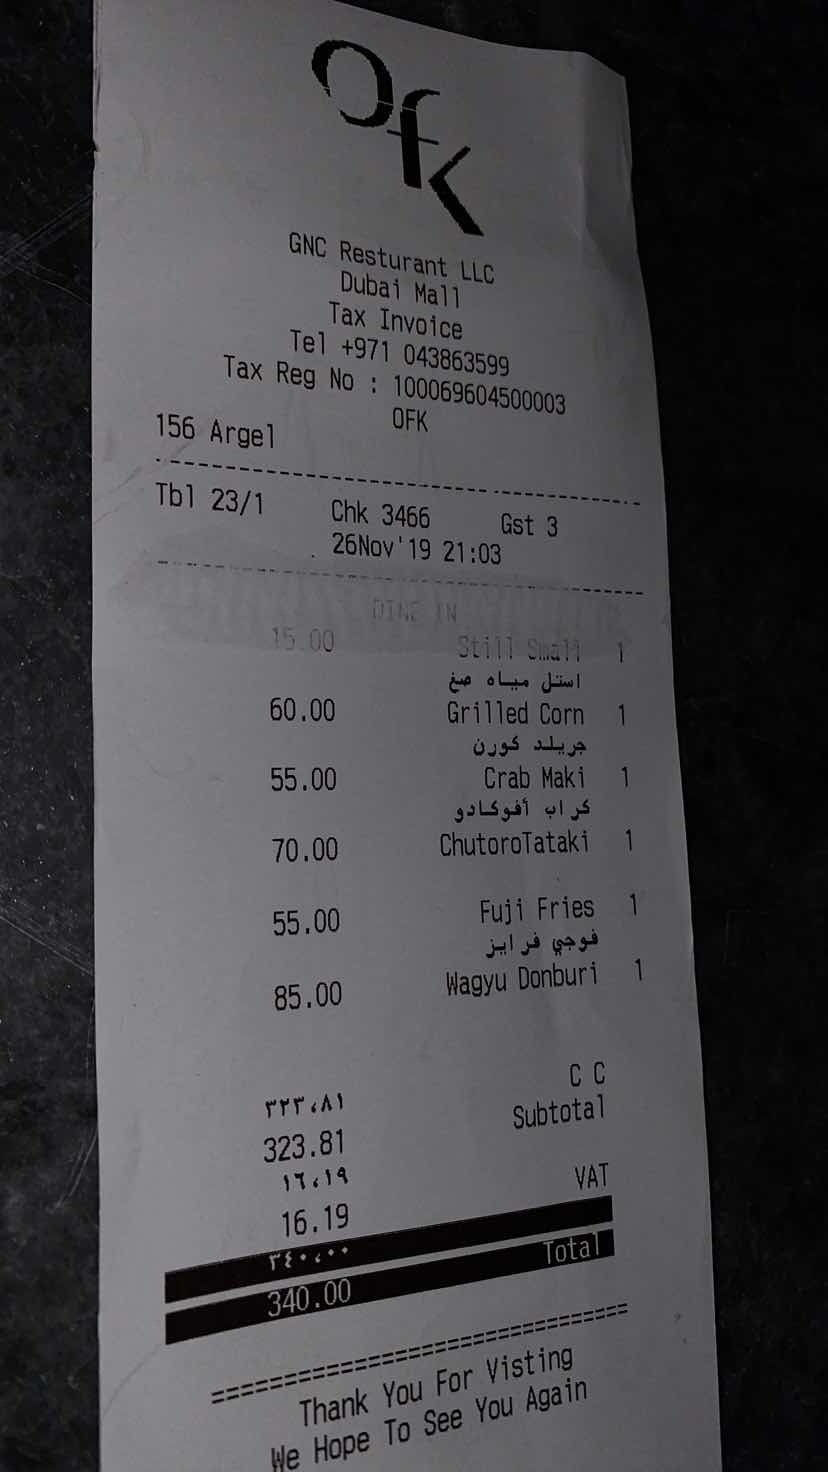 Ofk
GNC Resturant LLC
Dubai Mall
Tax Invoice
Tel +971 043863599
Tax Reg No : 100069604500003
OFK
156 Argel
Tbl 23/1 Chk 3466 Gst 3
26Nov'19 21:03
DINE IN
15.00 Still Small 1
استل مياه صغ
60.00 Grilled Corn 1
جريلد كورن
55.00 Crab Maki 1
كراب أفوكادو
70.00 ChutoroTataki 1
55.00 Fuji Fries 1
فوجي فرايز
85.00 Wagyu Donburi 1
C C
٣٢٣،٨١
323.81 Subtotal
١٦،١٩
16.19 VAT
٣٤٠،٠٠
340.00 Total
Thank You For Visting
We Hope To See You Again